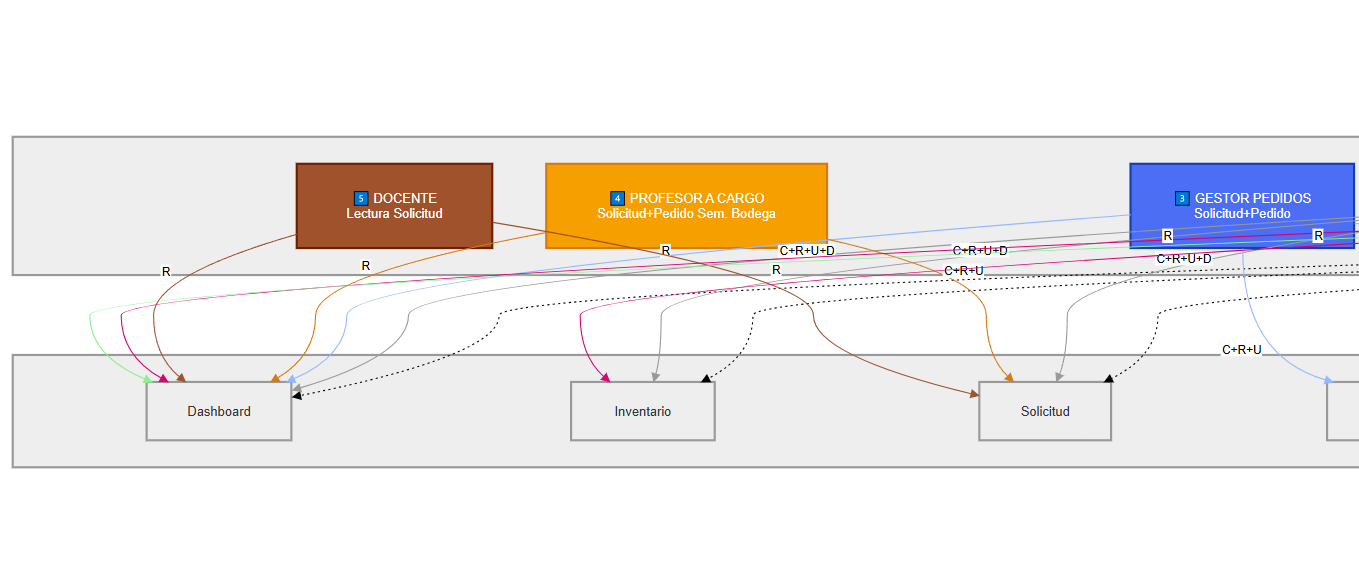 5 DOCENTE
Lectura Solicitud
4 PROFESOR A CARGO
Solicitud+Pedido Sem. Bodega
3 GESTOR PEDIDOS
Solicitud+Pedido
R
R
R
C+R+U+D
C+R+U+D
R
C+R+U+D
R
R
C+R+U
C+R+U
Dashboard
Inventario
Solicitud